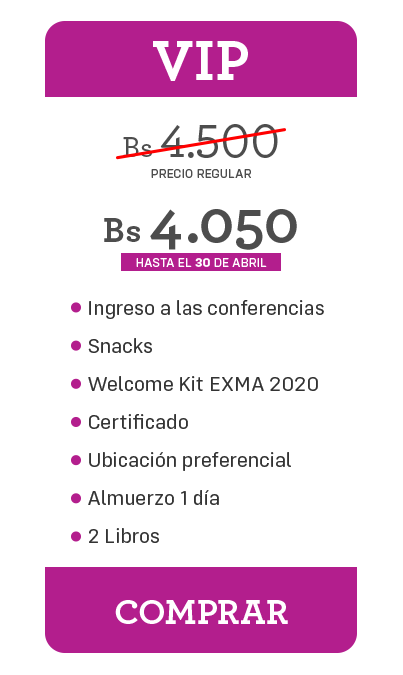 VIP
Bs 4.500
PRECIO REGULAR
Bs 4.050
HASTA EL 30 DE ABRIL
Ingreso a las conferencias
Snacks
Welcome Kit EXMA 2020
Certificado
Ubicación preferencial
Almuerzo 1 día
2 Libros
COMPRAR